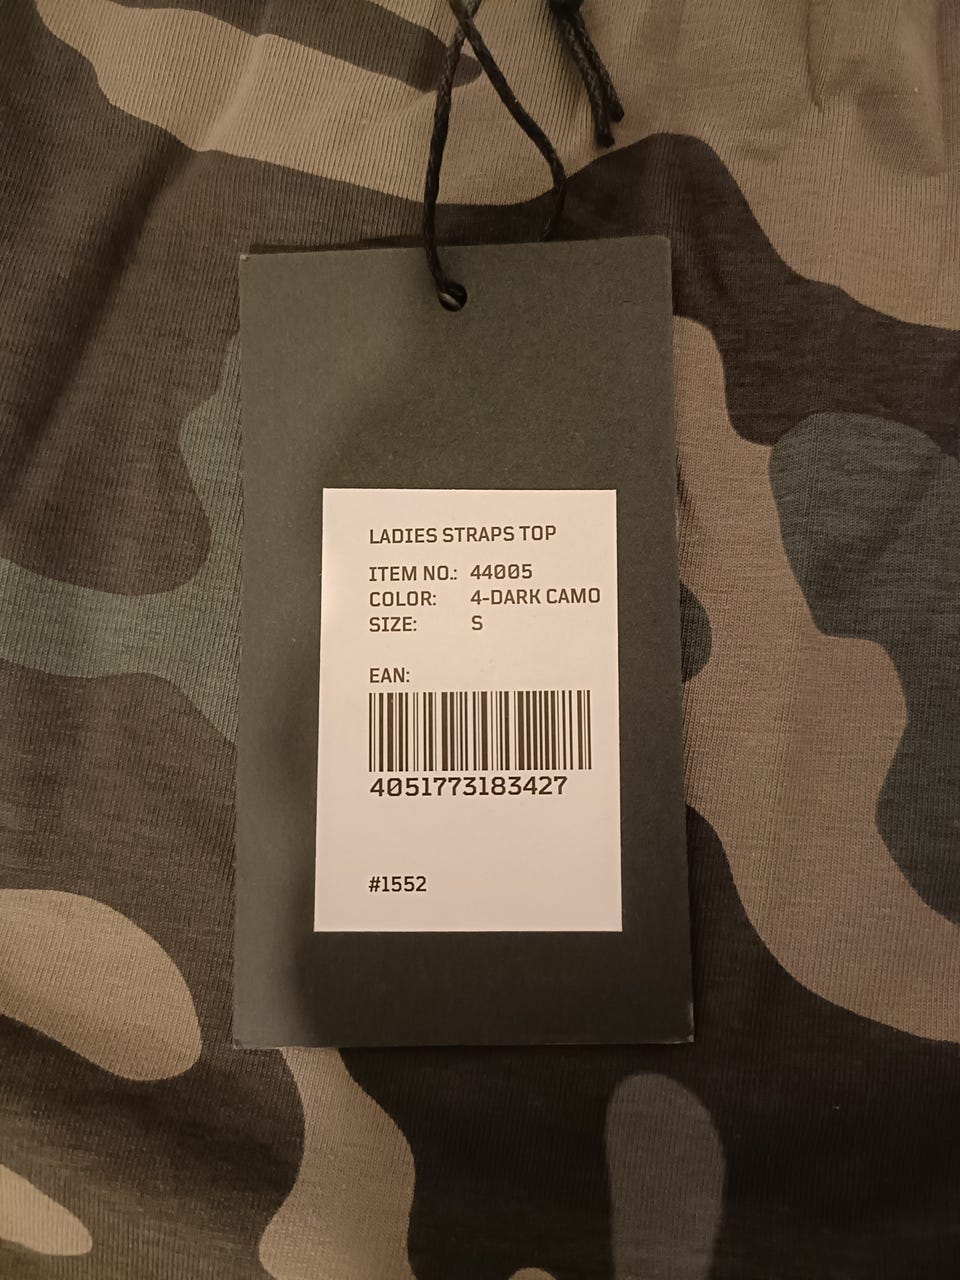 LADIES STRAPS TOP
ITEM NO.: 44005
COLOR: 4-DARK CAMO
SIZE: S
EAN:
4051773183427
#1552